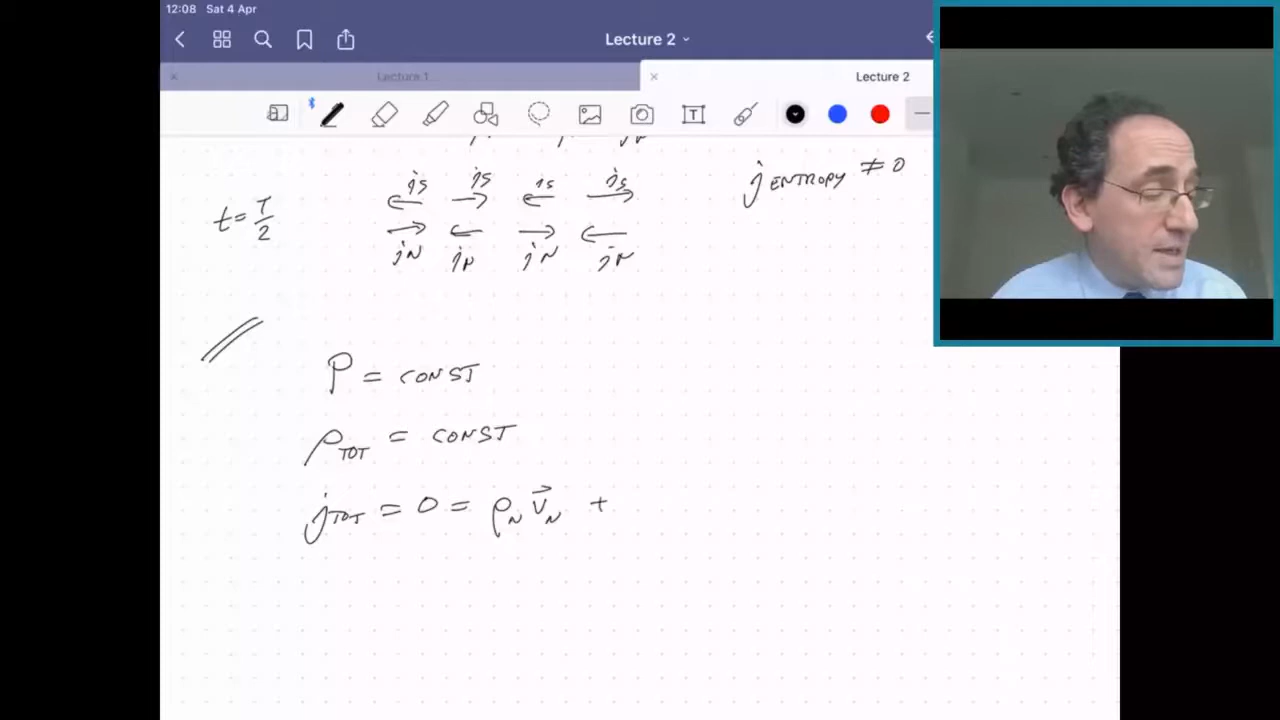 12:08 Sat 4 Apr
Lecture 2
Lecture 1
Lecture 2
j ENTROPY ≠ 0
t = T/2
js js js js
jN jN jN jN
P = CONST
ρTOT = CONST
jTOT = 0 = ρN v⃗N +